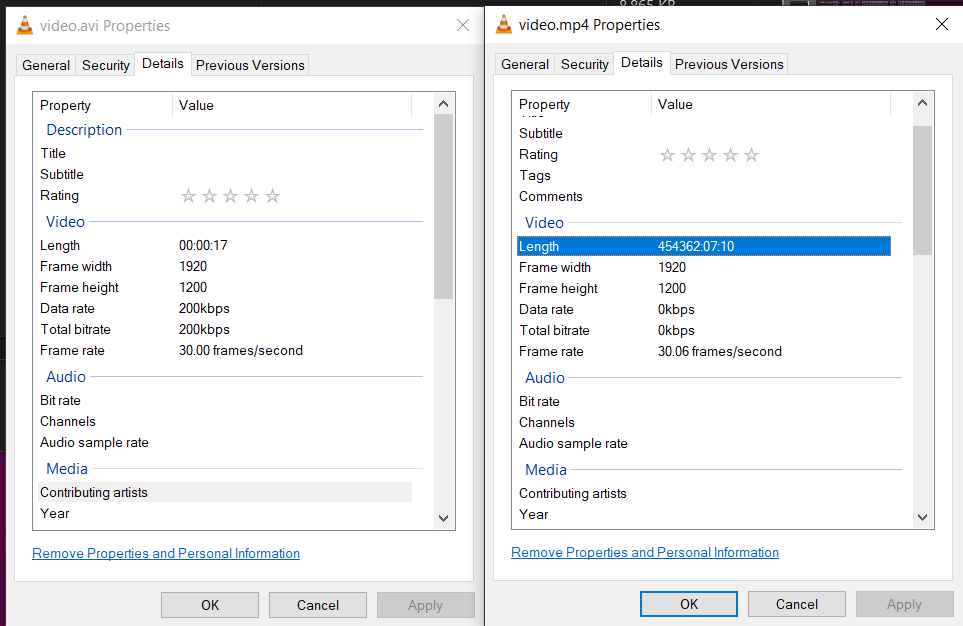 8,865 KB
video.avi Properties
General Security Details Previous Versions
Property Value
Description
Title
Subtitle
Rating
Video
Length 00:00:17
Frame width 1920
Frame height 1200
Data rate 200kbps
Total bitrate 200kbps
Frame rate 30.00 frames/second
Audio
Bit rate
Channels
Audio sample rate
Media
Contributing artists
Year
Remove Properties and Personal Information
OK Cancel Apply
video.mp4 Properties
General Security Details Previous Versions
Property Value
Title
Subtitle
Rating
Tags
Comments
Video
Length 454362:07:10
Frame width 1920
Frame height 1200
Data rate 0kbps
Total bitrate 0kbps
Frame rate 30.06 frames/second
Audio
Bit rate
Channels
Audio sample rate
Media
Contributing artists
Year
Remove Properties and Personal Information
OK Cancel Apply